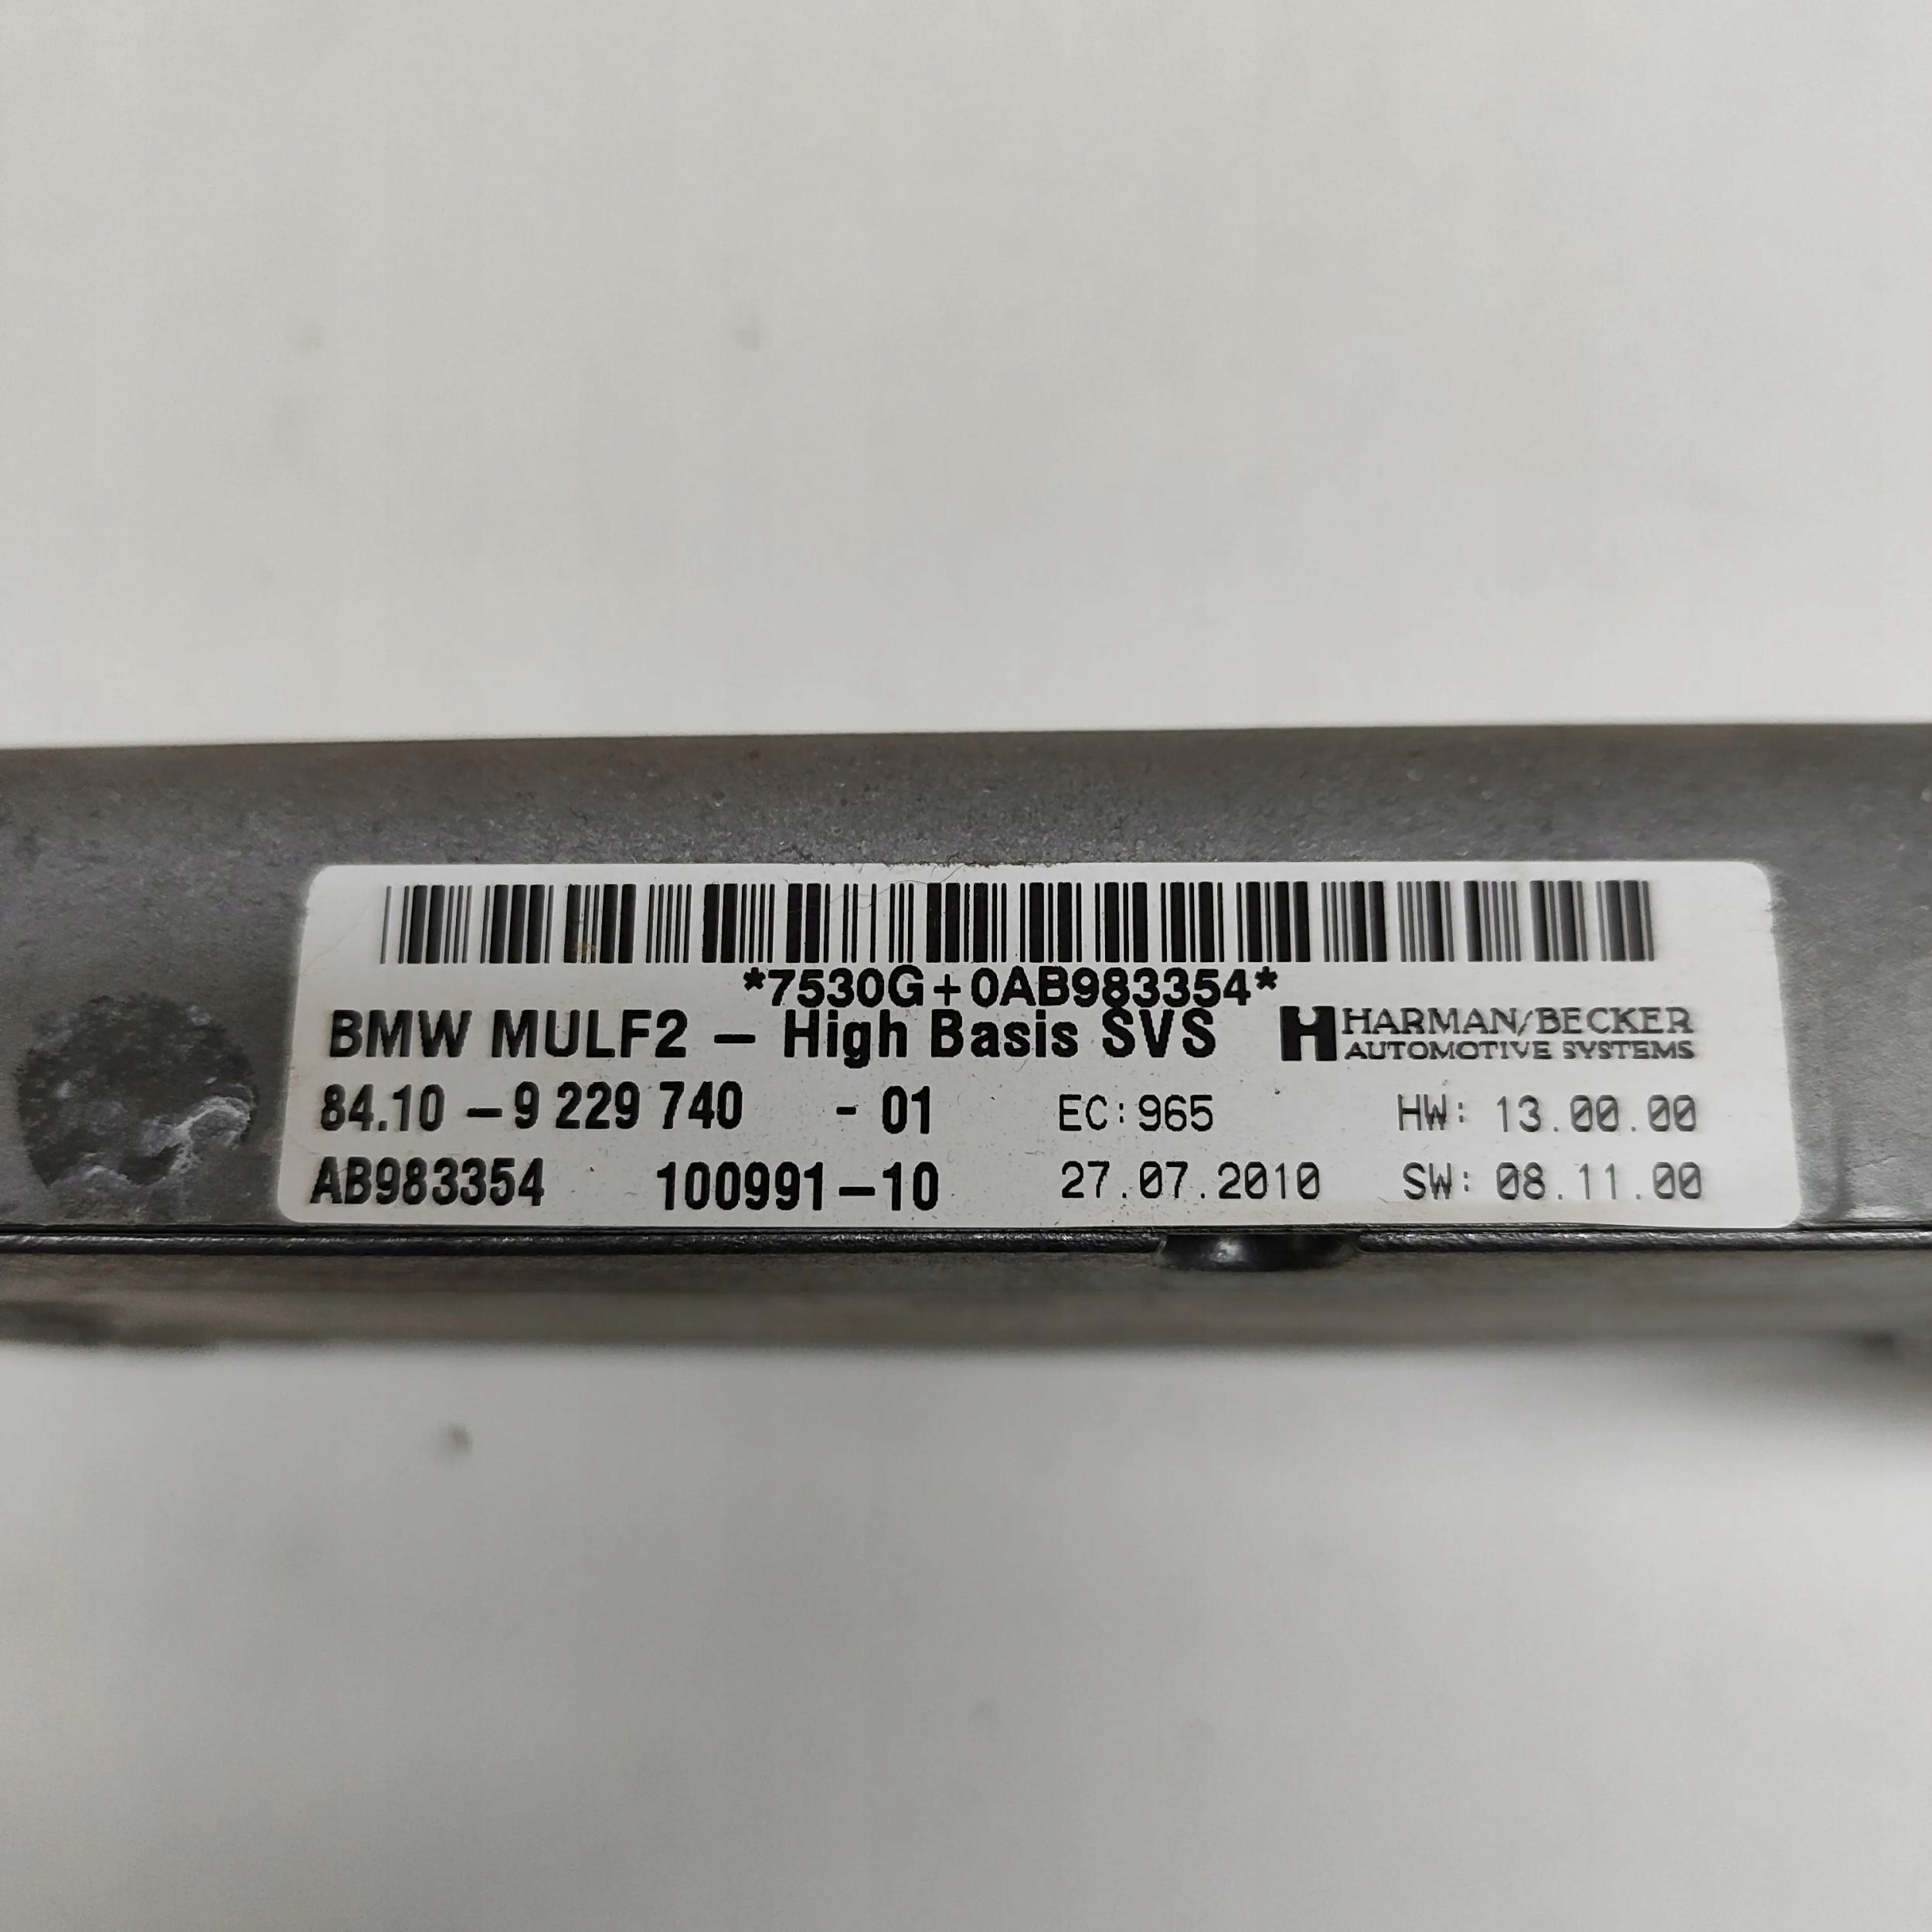 *7530G+0AB983354*
BMW MULF2 – High Basis SVS
HARMAN/BECKER
AUTOMOTIVE SYSTEMS
84.10 – 9 229 740 - 01 EC:965 HW: 13.00.00
AB983354 100991–10 27.07.2010 SW: 08.11.00